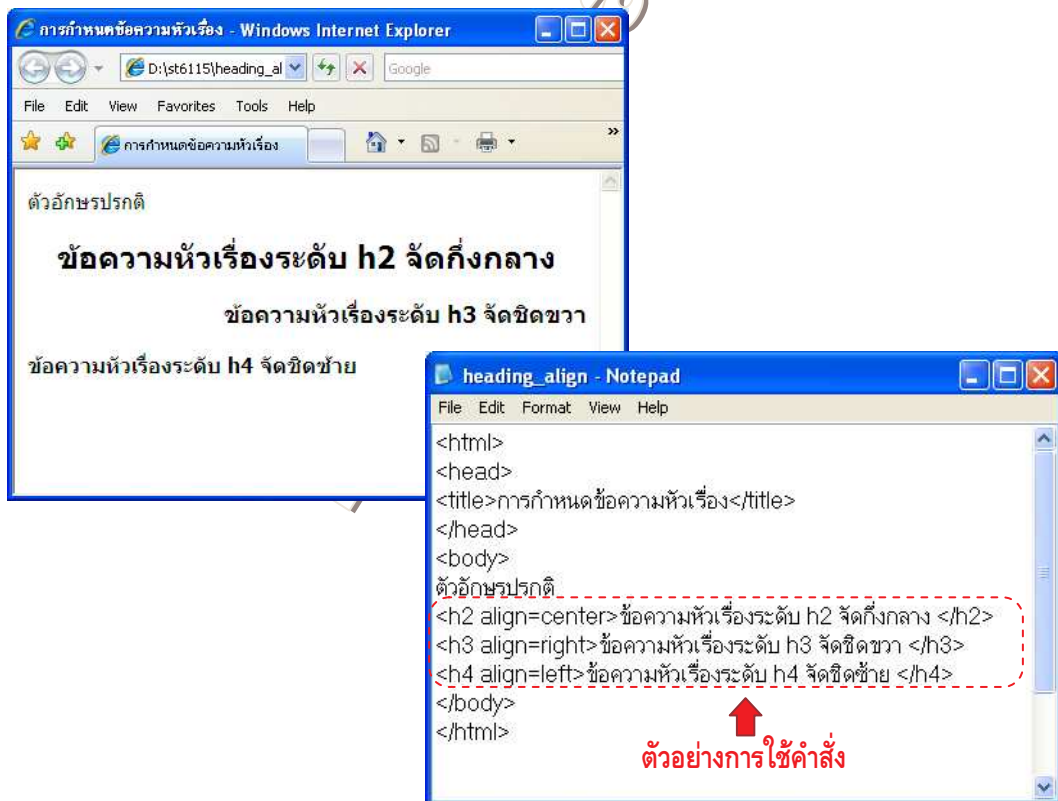 การกำหนดข้อความหัวเรื่อง - Windows Internet Explorer
D:\st6115\heading_al
Google
File Edit View Favorites Tools Help
การกำหนดข้อความหัวเรื่อง
»
ตัวอักษรปรกติ
ข้อความหัวเรื่องระดับ h2 จัดกึ่งกลาง
ข้อความหัวเรื่องระดับ h3 จัดชิดขวา
ข้อความหัวเรื่องระดับ h4 จัดชิดซ้าย
heading_align - Notepad
File Edit Format View Help
<html>
<head>
<title>การกำหนดข้อความหัวเรื่อง</title>
</head>
<body>
ตัวอักษรปรกติ
<h2 align=center>ข้อความหัวเรื่องระดับ h2 จัดกึ่งกลาง </h2>
<h3 align=right>ข้อความหัวเรื่องระดับ h3 จัดชิดขวา </h3>
<h4 align=left>ข้อความหัวเรื่องระดับ h4 จัดชิดซ้าย </h4>
</body>
</html>
ตัวอย่างการใช้คำสั่ง